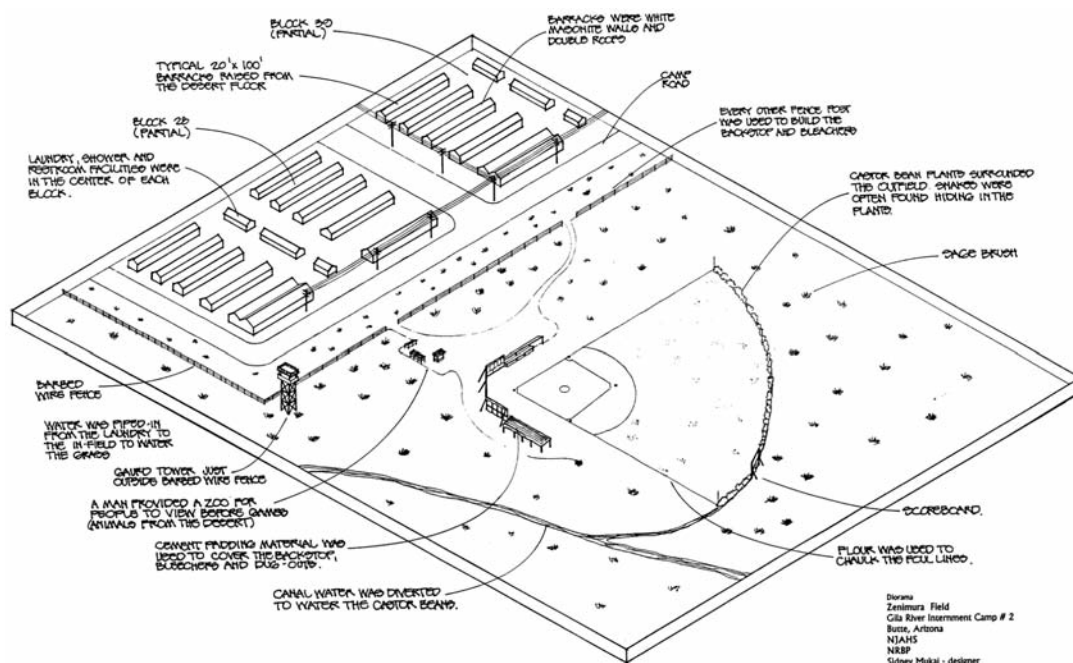 BLOCK 59
(PARTIAL)
BARRACKS WERE WHITE
MASONITE WALLS AND
DOUBLE ROOFS
TYPICAL 20'x 100'
BARRACKS RAISED FROM
THE DESERT FLOOR
CAMP
ROAD
BLOCK 28
(PARTIAL)
EVERY OTHER FENCE POST
WAS USED TO BUILD THE
BACKSTOP AND BLEACHERS
LAUNDRY, SHOWER AND
RESTROOM FACILITIES WERE
IN THE CENTER OF EACH
BLOCK.
CASTOR BEAN PLANTS SURROUNDED
THE OUTFIELD. SNAKES WERE
OFTEN FOUND HIDING IN THE
PLANTS.
SAGE BRUSH
BARBED
WIRE FENCE
WATER WAS PIPED-IN
FROM THE LAUNDRY TO
THE IN-FIELD TO WATER
THE GRASS
GAURD TOWER JUST
OUTSIDE BARBED WIRE FENCE
A MAN PROVIDED A ZOO FOR
PEOPLE TO VIEW BEFORE GAMES
(ANIMALS FROM THE DESERT)
CEMENT PADDING MATERIAL WAS
USED TO COVER THE BACKSTOP,
BLEECHERS AND DUG-OUTS.
CANAL WATER WAS DIVERTED
TO WATER THE CASTOR BEANS.
SCOREBOARD.
FLOUR WAS USED TO
CHAULK THE FOUL LINES.
Diorama
Zenimura Field
Gila River Internment Camp # 2
Butte, Arizona
NJAHS
NRBP
Sidney Mukai - designer